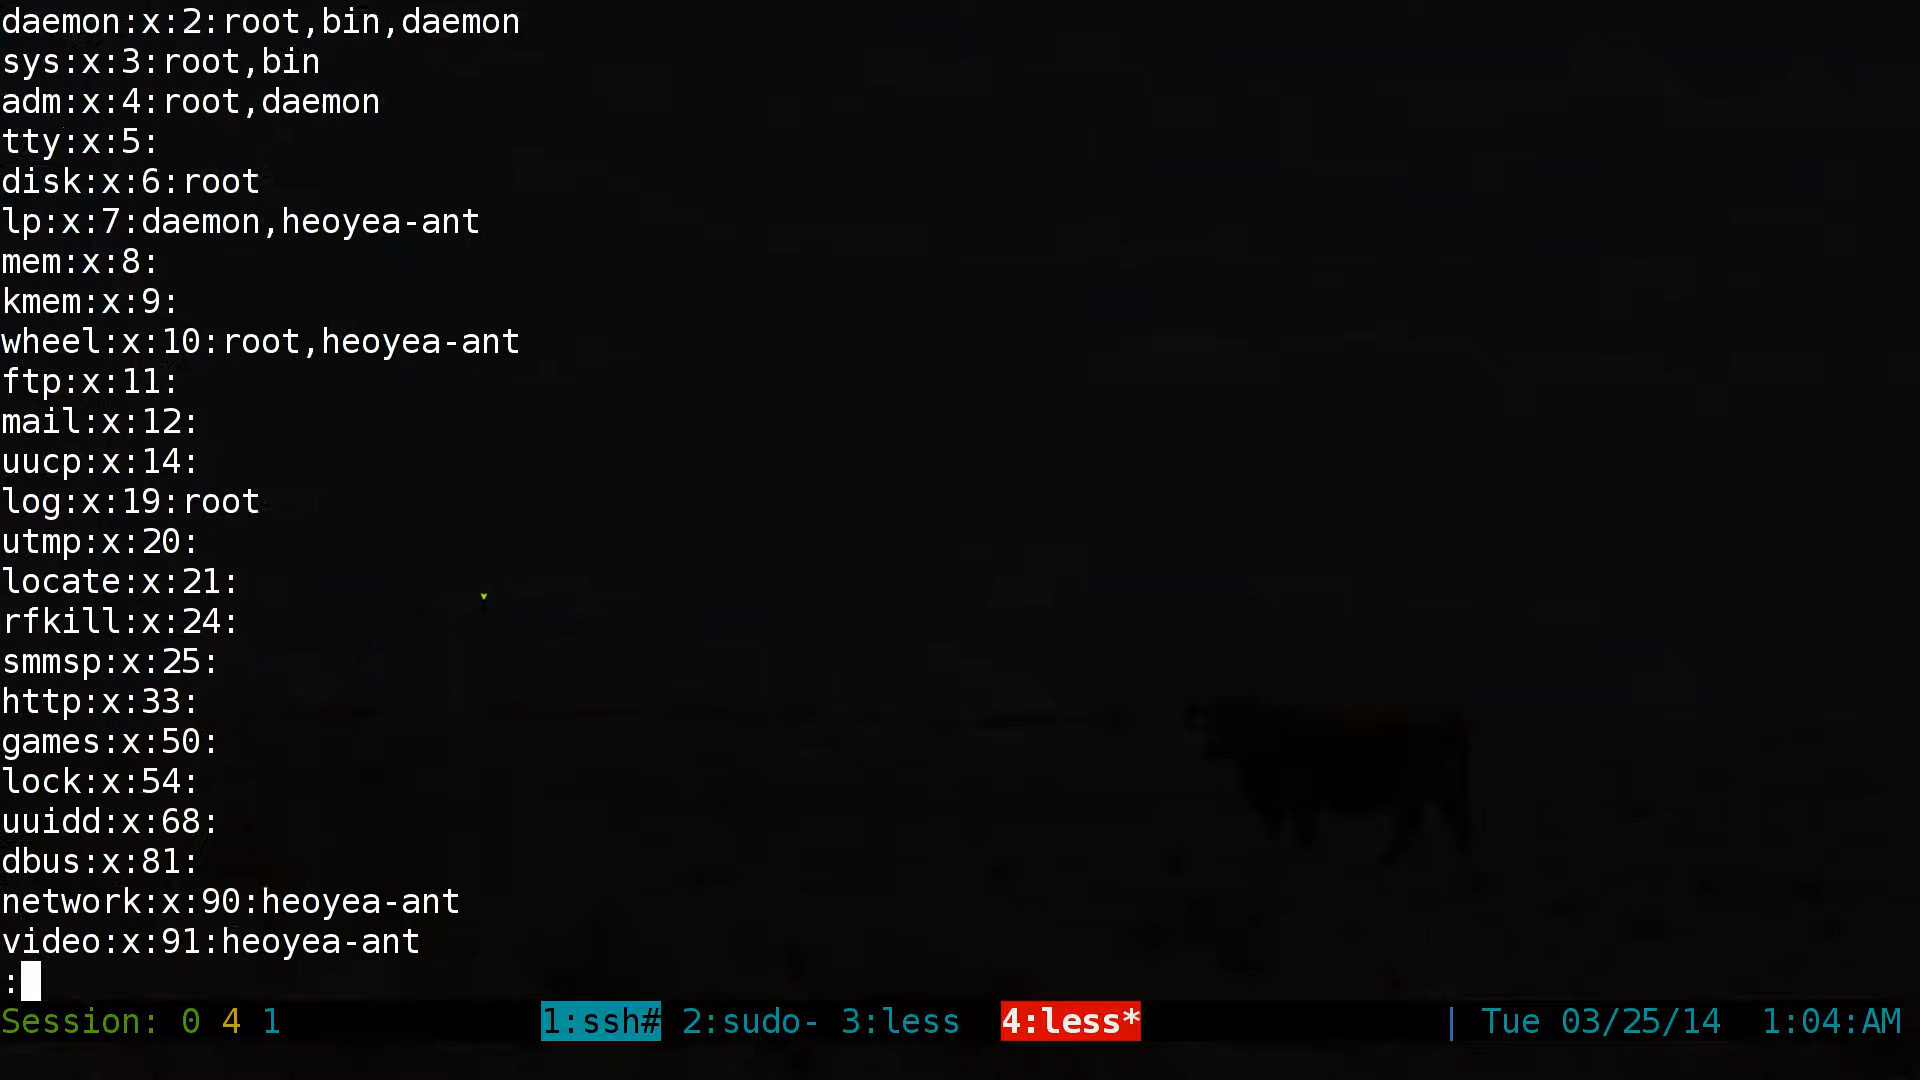 daemon:x:2:root,bin,daemon
sys:x:3:root,bin
adm:x:4:root,daemon
tty:x:5:
disk:x:6:root
lp:x:7:daemon,heoyea-ant
mem:x:8:
kmem:x:9:
wheel:x:10:root,heoyea-ant
ftp:x:11:
mail:x:12:
uucp:x:14:
log:x:19:root
utmp:x:20:
locate:x:21:
rfkill:x:24:
smmsp:x:25:
http:x:33:
games:x:50:
lock:x:54:
uuidd:x:68:
dbus:x:81:
network:x:90:heoyea-ant
video:x:91:heoyea-ant
:
Session: 0 4 1 1:ssh# 2:sudo- 3:less 4:less* | Tue 03/25/14 1:04:AM